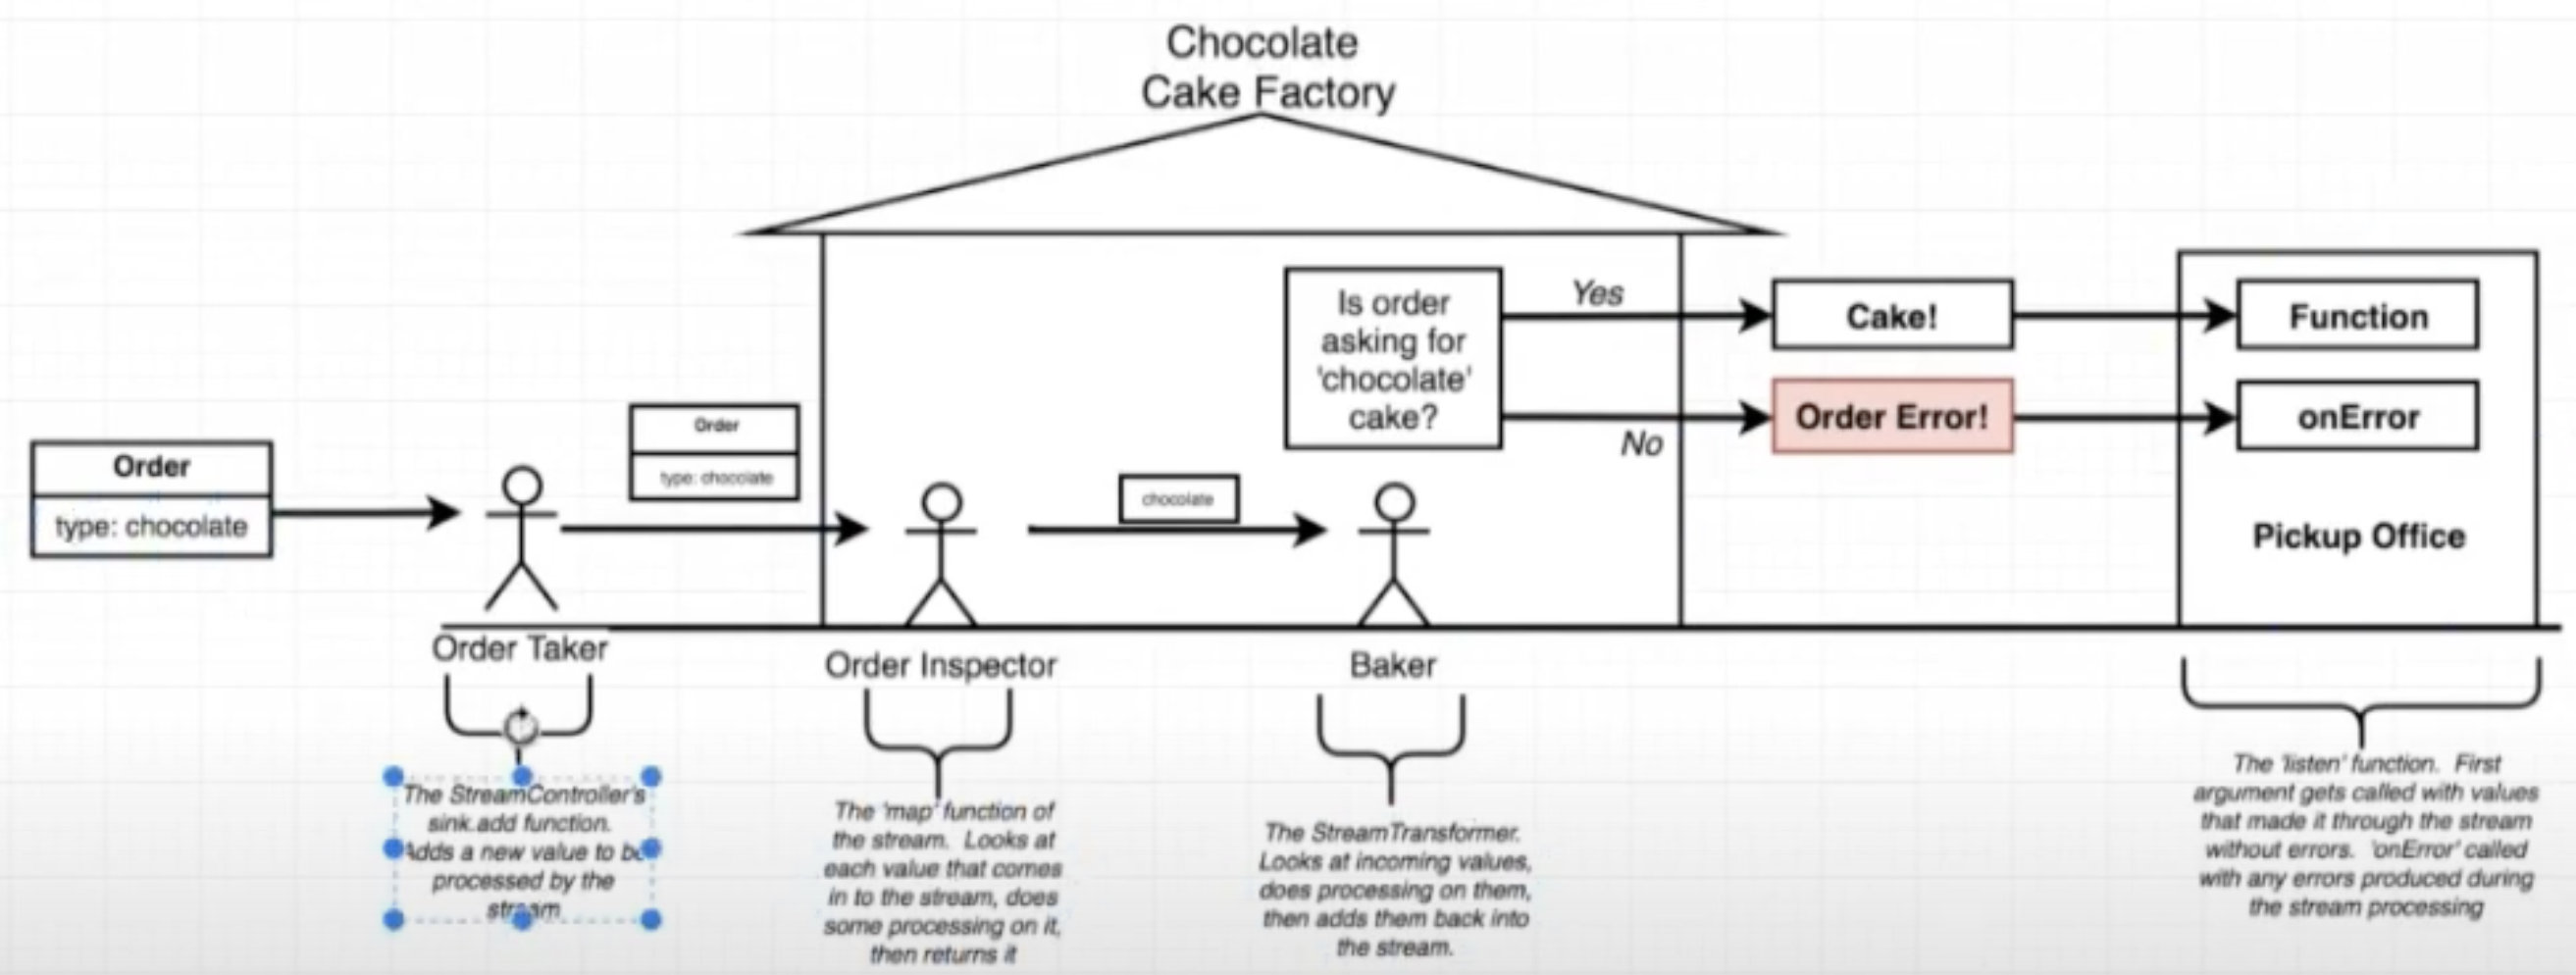 Chocolate
Cake Factory
Order
type: chocolate
Order
type: chocolate
chocolate
Is order
asking for
'chocolate'
cake?
Yes
No
Cake!
Order Error!
Function
onError
Pickup Office
Order Taker
Order Inspector
Baker
The StreamController's
sink.add function.
Adds a new value to be
processed by the
stream
The 'map' function of
the stream. Looks at
each value that comes
in to the stream, does
some processing on it,
then returns it
The StreamTransformer.
Looks at incoming values,
does processing on them,
then adds them back into
the stream.
The 'listen' function. First
argument gets called with values
that made it through the stream
without errors. 'onError' called
with any errors produced during
the stream processing